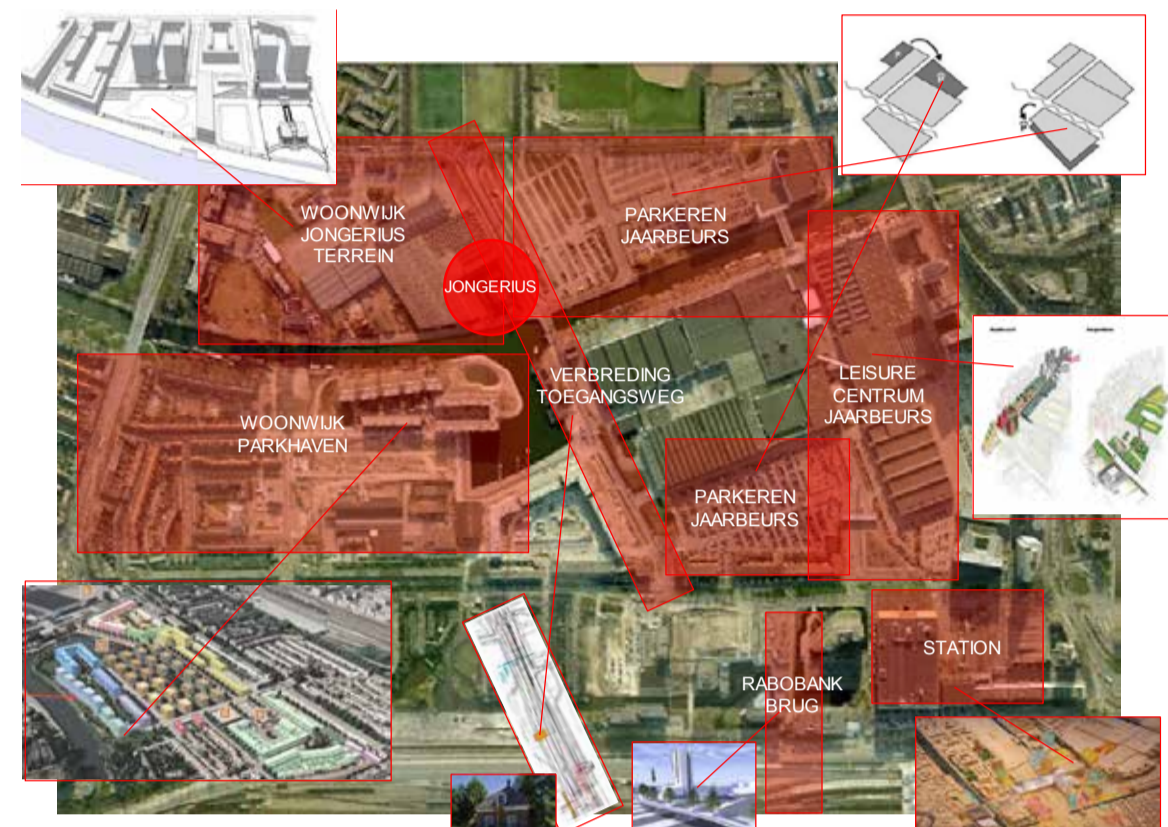 WOONWIJK
JONGERIUS
TERREIN
PARKEREN
JAARBEURS
JONGERIUS
VERBREDING
TOEGANGSWEG
LEISURE
CENTRUM
JAARBEURS
WOONWIJK
PARKHAVEN
PARKEREN
JAARBEURS
STATION
RABOBANK
BRUG